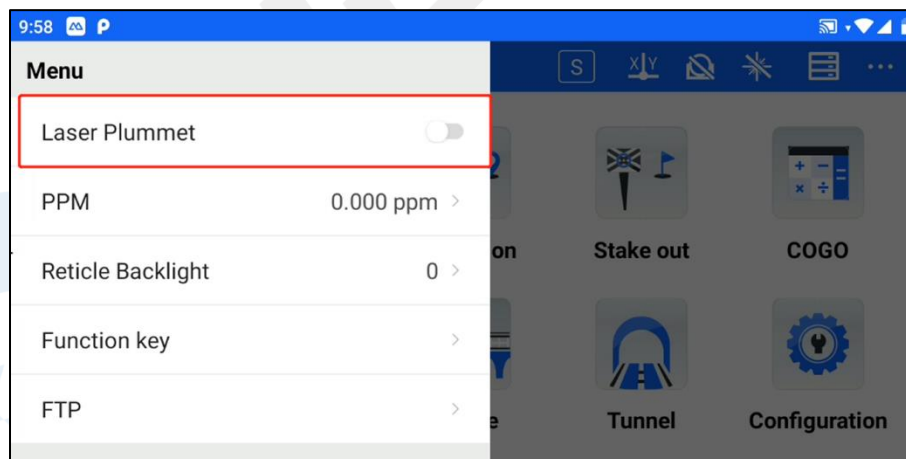 9:58
Menu
S X Y
Laser Plummet
PPM 0.000 ppm
Reticle Backlight 0
Function key
FTP
on Stake out COGO
e Tunnel Configuration